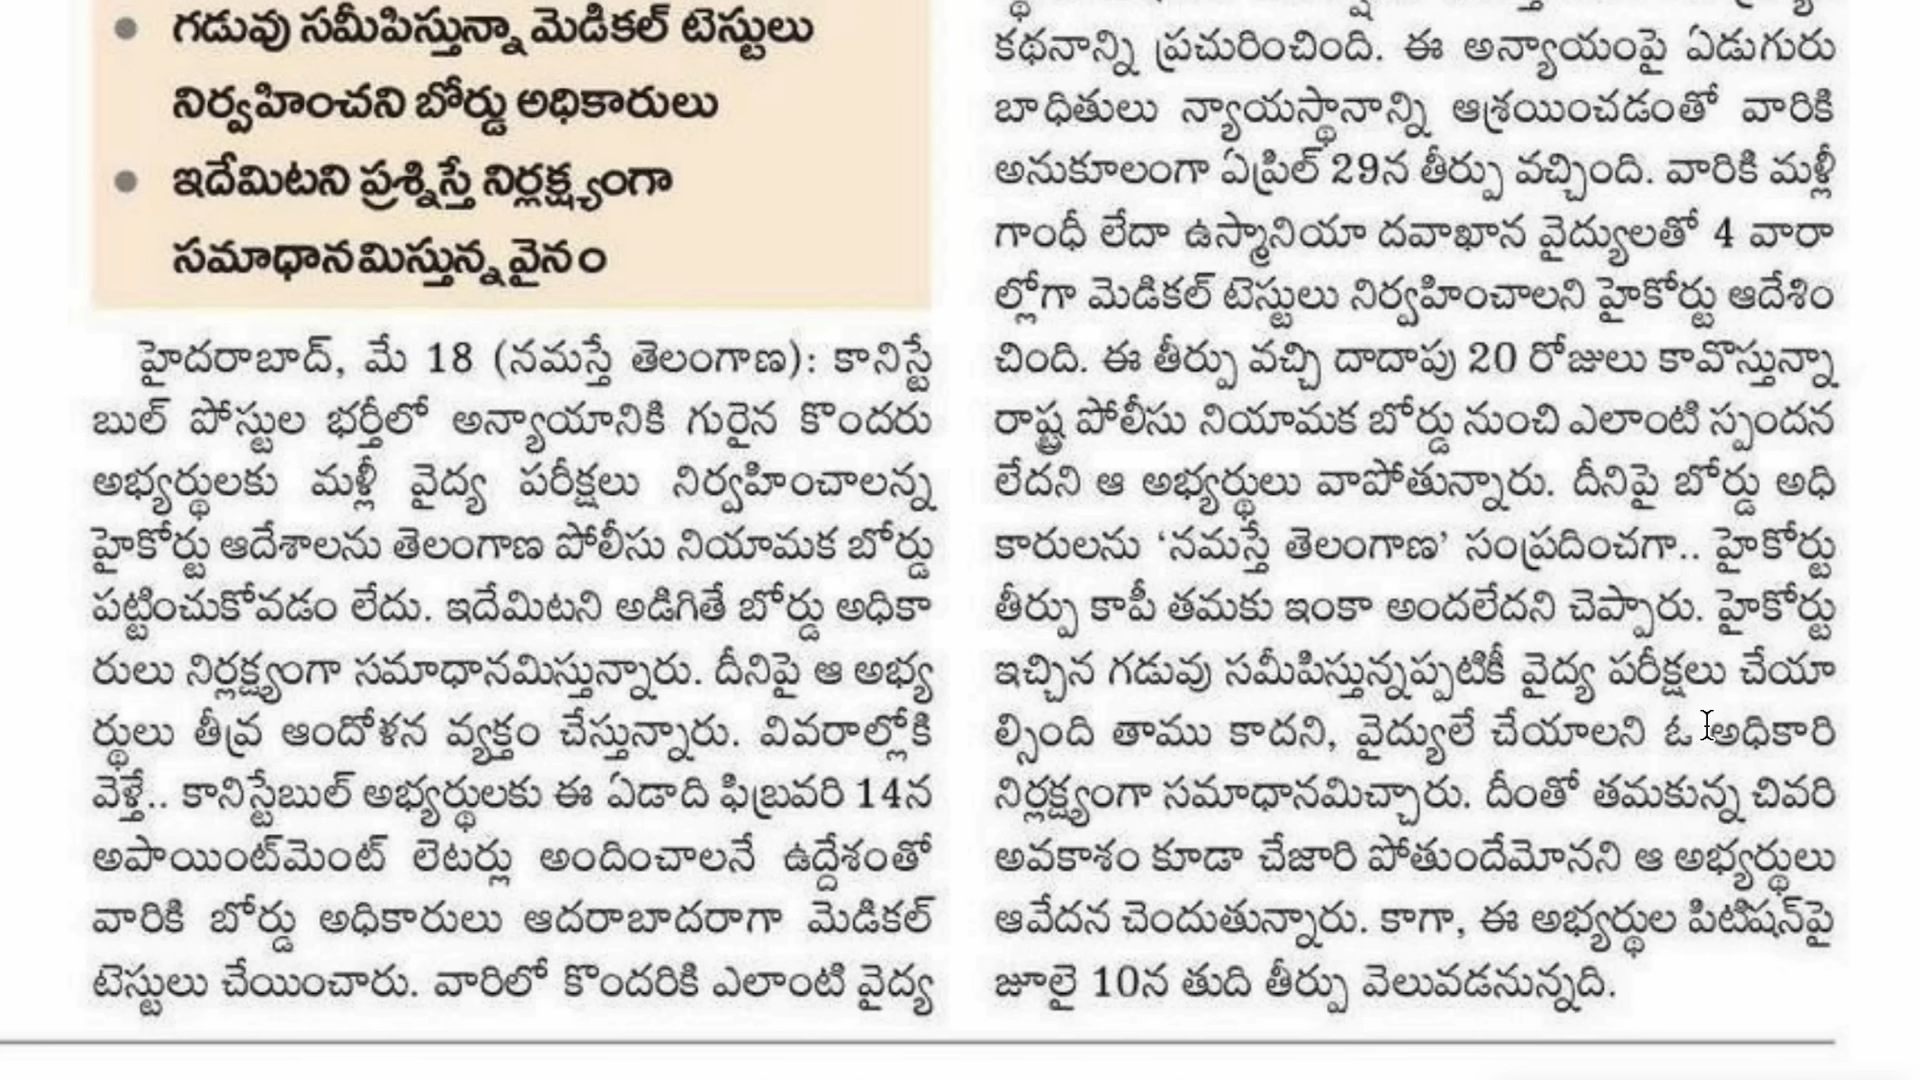 • గడువు సమీపిస్తున్నా మెడికల్ టెస్టులు
నిర్వహించని బోర్డు అధికారులు
• ఇదేమిటని ప్రశ్నిస్తే నిర్లక్ష్యంగా
సమాధానమిస్తున్న వైనం
హైదరాబాద్, మే 18 (నమస్తే తెలంగాణ): కానిస్టే
బుల్ పోస్టుల భర్తీలో అన్యాయానికి గురైన కొందరు
అభ్యర్థులకు మళ్లీ వైద్య పరీక్షలు నిర్వహించాలన్న
హైకోర్టు ఆదేశాలను తెలంగాణ పోలీసు నియామక బోర్డు
పట్టించుకోవడం లేదు. ఇదేమిటని అడిగితే బోర్డు అధికా
రులు నిర్లక్ష్యంగా సమాధానమిస్తున్నారు. దీనిపై ఆ అభ్య
ర్థులు తీవ్ర ఆందోళన వ్యక్తం చేస్తున్నారు. వివరాల్లోకి
వెళ్తే.. కానిస్టేబుల్ అభ్యర్థులకు ఈ ఏడాది ఫిబ్రవరి 14న
అపాయింట్‌మెంట్ లెటర్లు అందించాలనే ఉద్దేశంతో
వారికి బోర్డు అధికారులు ఆదరాబాదరాగా మెడికల్
టెస్టులు చేయించారు. వారిలో కొందరికి ఎలాంటి వైద్య
కథనాన్ని ప్రచురించింది. ఈ అన్యాయంపై ఏడుగురు
బాధితులు న్యాయస్థానాన్ని ఆశ్రయించడంతో వారికి
అనుకూలంగా ఏప్రిల్ 29న తీర్పు వచ్చింది. వారికి మళ్లీ
గాంధీ లేదా ఉస్మానియా దవాఖాన వైద్యులతో 4 వారా
ల్లోగా మెడికల్ టెస్టులు నిర్వహించాలని హైకోర్టు ఆదేశిం
చింది. ఈ తీర్పు వచ్చి దాదాపు 20 రోజులు కావొస్తున్నా
రాష్ట్ర పోలీసు నియామక బోర్డు నుంచి ఎలాంటి స్పందన
లేదని ఆ అభ్యర్థులు వాపోతున్నారు. దీనిపై బోర్డు అధి
కారులను ‘నమస్తే తెలంగాణ’ సంప్రదించగా.. హైకోర్టు
తీర్పు కాపీ తమకు ఇంకా అందలేదని చెప్పారు. హైకోర్టు
ఇచ్చిన గడువు సమీపిస్తున్నప్పటికీ వైద్య పరీక్షలు చేయా
ల్సింది తాము కాదని, వైద్యులే చేయాలని ఓ అధికారి
నిర్లక్ష్యంగా సమాధానమిచ్చారు. దీంతో తమకున్న చివరి
అవకాశం కూడా చేజారి పోతుందేమోనని ఆ అభ్యర్థులు
ఆవేదన చెందుతున్నారు. కాగా, ఈ అభ్యర్థుల పిటిషన్‌పై
జూలై 10న తుది తీర్పు వెలువడనున్నది.